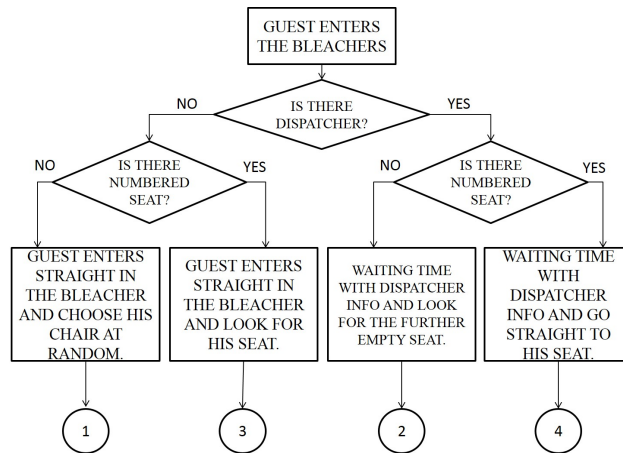 GUEST ENTERS
THE BLEACHERS
NO
IS THERE
DISPATCHER?
YES
NO
IS THERE
NUMBERED
SEAT?
YES
NO
IS THERE
NUMBERED
SEAT?
YES
GUEST ENTERS
STRAIGHT IN
THE BLEACHER
AND CHOOSE HIS
CHAIR AT
RANDOM.
GUEST ENTERS
STRAIGHT IN
THE BLEACHER
AND LOOK FOR
HIS SEAT.
WAITING TIME
WITH DISPATCHER
INFO AND LOOK
FOR THE FURTHER
EMPTY SEAT.
WAITING TIME
WITH
DISPATCHER
INFO AND GO
STRAIGHT TO
HIS SEAT.
1
3
2
4